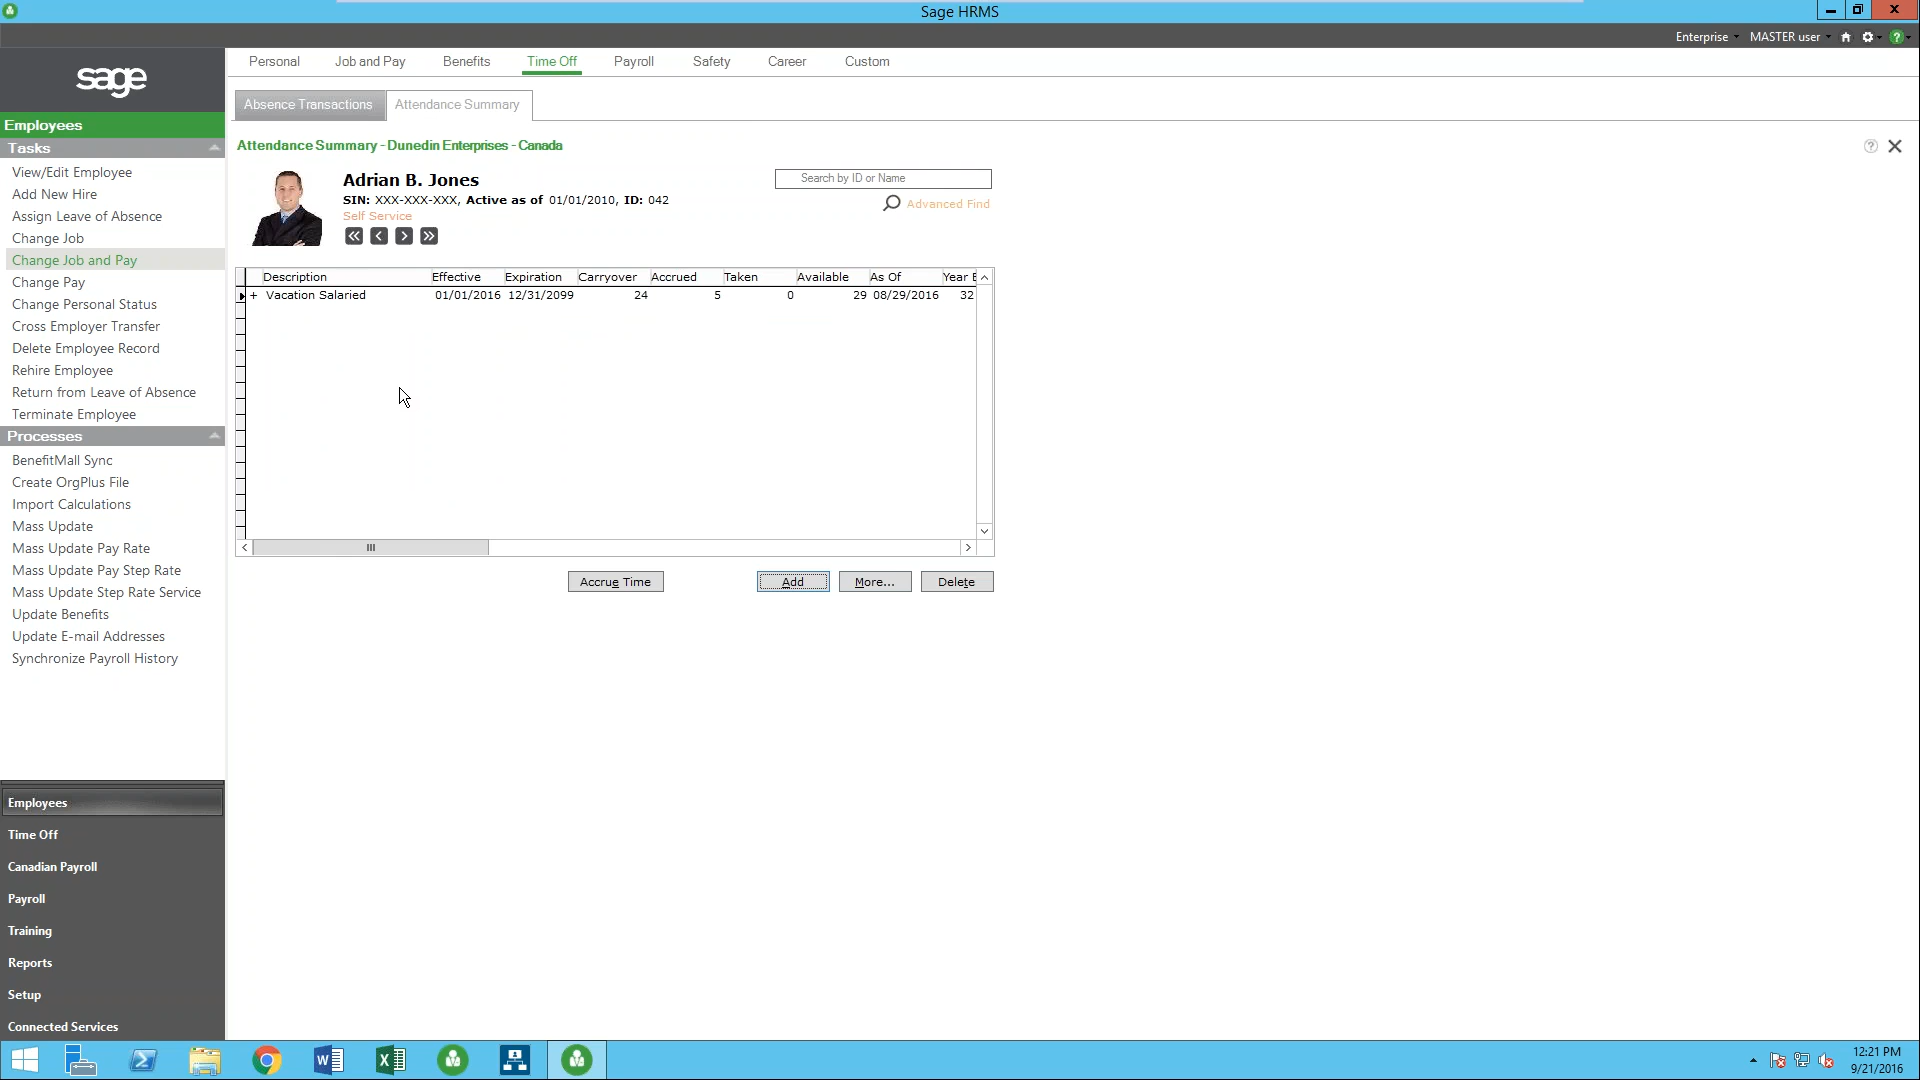 Sage HRMS
Enterprise MASTER user
sage
Personal Job and Pay Benefits Time Off Payroll Safety Career Custom
Absence Transactions Attendance Summary
Employees
Tasks
View/Edit Employee
Add New Hire
Assign Leave of Absence
Change Job
Change Job and Pay
Change Pay
Change Personal Status
Cross Employer Transfer
Delete Employee Record
Rehire Employee
Return from Leave of Absence
Terminate Employee
Processes
BenefitMall Sync
Create OrgPlus File
Import Calculations
Mass Update
Mass Update Pay Rate
Mass Update Pay Step Rate
Mass Update Step Rate Service
Update Benefits
Update E-mail Addresses
Synchronize Payroll History
Employees
Time Off
Canadian Payroll
Payroll
Training
Reports
Setup
Connected Services
Attendance Summary - Dunedin Enterprises - Canada
Adrian B. Jones
SIN: XXX-XXX-XXX, Active as of 01/01/2010, ID: 042
Self Service
Search by ID or Name
Advanced Find
Description Effective Expiration Carryover Accrued Taken Available As Of Year E
+ Vacation Salaried 01/01/2016 12/31/2099 24 5 0 29 08/29/2016 32
Accrue Time Add More... Delete
12:21 PM
9/21/2016